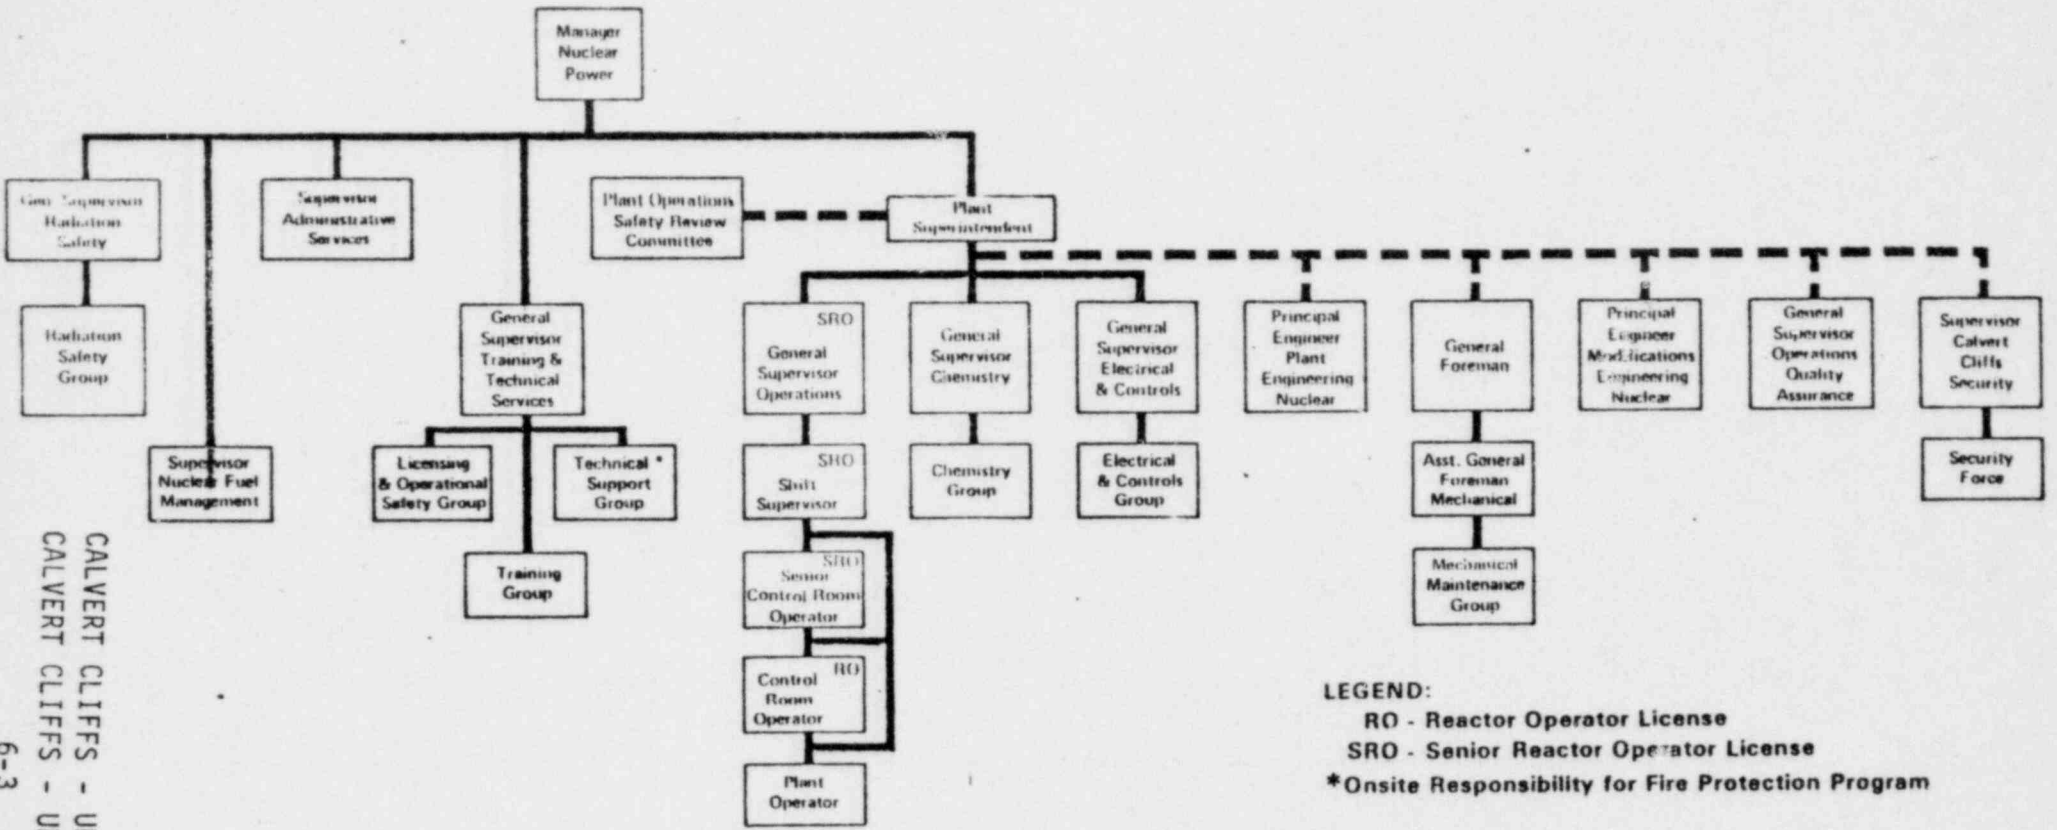 Manager
Nuclear
Power
Gen Supervisor
Radiation
Safety
Supervisor
Administrative
Services
Plant Operations
Safety Review
Committee
Plant
Superintendent
Radiation
Safety
Group
General
Supervisor
Training &
Technical
Services
SRO
General
Supervisor
Operations
General
Supervisor
Chemistry
General
Supervisor
Electrical
& Controls
Principal
Engineer
Plant
Engineering
Nuclear
General
Foreman
Principal
Engineer
Modifications
Engineering
Nuclear
General
Supervisor
Operations
Quality
Assurance
Supervisor
Calvert
Cliffs
Security
Supervisor
Nuclear Fuel
Management
Licensing
& Operational
Safety Group
Technical *
Support
Group
SRO
Shift
Supervisor
Chemistry
Group
Electrical
& Controls
Group
Asst. General
Foreman
Mechanical
Security
Force
Training
Group
SRO
Senior
Control Room
Operator
Mechanical
Maintenance
Group
RO
Control
Room
Operator
Plant
Operator
LEGEND:
RO - Reactor Operator License
SRO - Senior Reactor Operator License
*Onsite Responsibility for Fire Protection Program
CALVERT CLIFFS - U
CALVERT CLIFFS - U
6-3